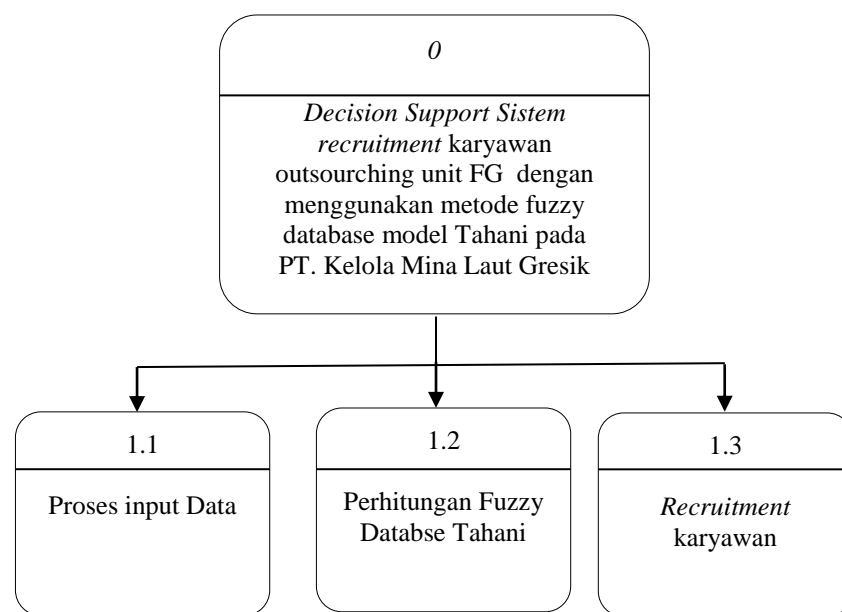 0
Decision Support Sistem
recruitment karyawan
outsourching unit FG dengan
menggunakan metode fuzzy
database model Tahani pada
PT. Kelola Mina Laut Gresik
1.1
Proses input Data
1.2
Perhitungan Fuzzy
Databse Tahani
1.3
Recruitment
karyawan